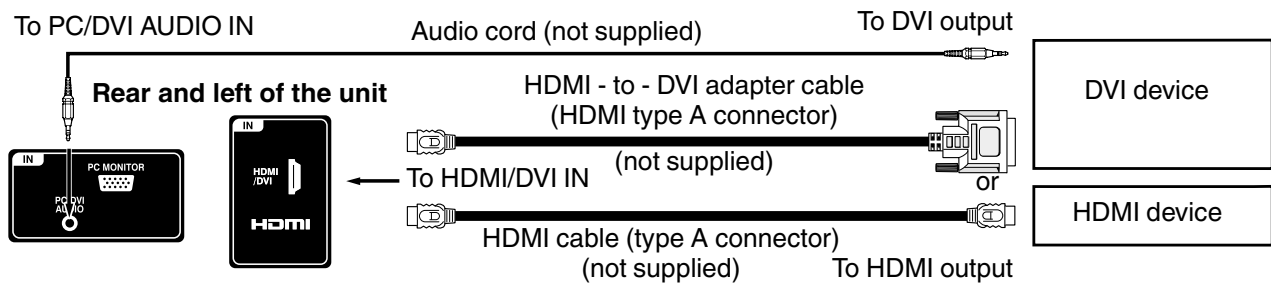 To PC/DVI AUDIO IN
Audio cord (not supplied)
To DVI output
Rear and left of the unit
HDMI - to - DVI adapter cable
(HDMI type A connector)
(not supplied)
DVI device
IN
PC MONITOR
PC/DVI
AUDIO
IN
HDMI
/DVI
HDMI
To HDMI/DVI IN
or
HDMI device
HDMI cable (type A connector)
(not supplied)
To HDMI output